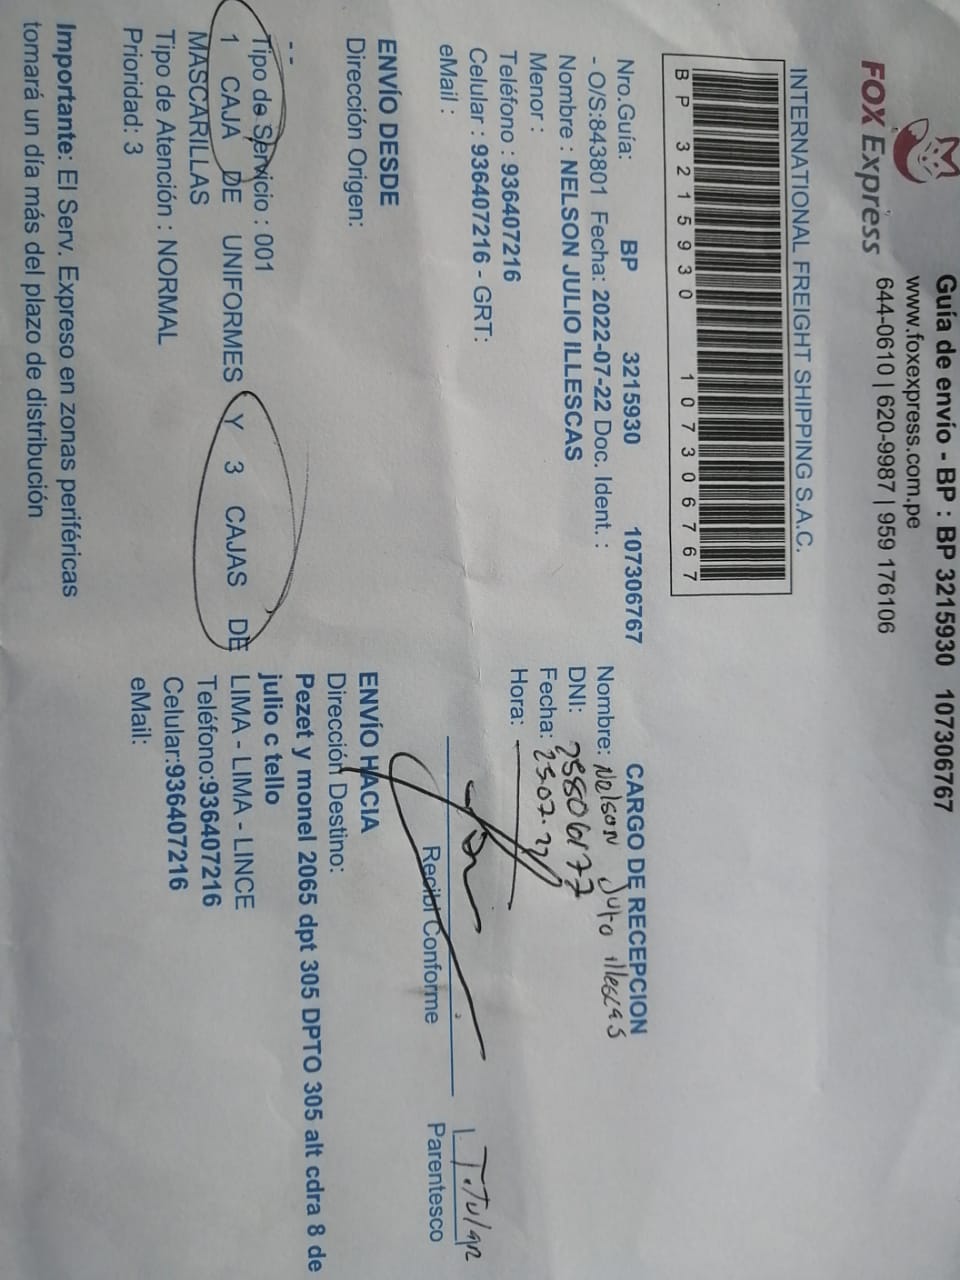 Guía de envío - BP : BP 3215930 107306767
FOX Express
www.foxexpress.com.pe
644-0610 | 620-9987 | 959 176106
INTERNATIONAL FREIGHT SHIPPING S.A.C.
BP 3215930 107306767
Nro.Guía: BP 3215930 107306767
- O/S:843801 Fecha: 2022-07-22 Doc. Ident. :
Nombre : NELSON JULIO ILLESCAS
Menor :
Teléfono : 936407216
Celular : 936407216 - GRT:
eMail :
ENVÍO DESDE
Dirección Origen:
- -
Tipo de Servicio : 001
1 CAJA DE UNIFORMES Y 3 CAJAS DE
MASCARILLAS
Tipo de Atención : NORMAL
Prioridad: 3
Importante: El Serv. Expreso en zonas periféricas
tomará un día más del plazo de distribución
CARGO DE RECEPCION
Nombre: Nelson Julio illescas
DNI: 25806177
Fecha: 25.07.22
Hora:
Recibí Conforme
Titular
Parentesco
ENVÍO HACIA
Dirección Destino:
Pezet y monel 2065 dpt 305 DPTO 305 alt cdra 8 de
julio c tello
LIMA - LIMA - LINCE
Teléfono:936407216
Celular:936407216
eMail: